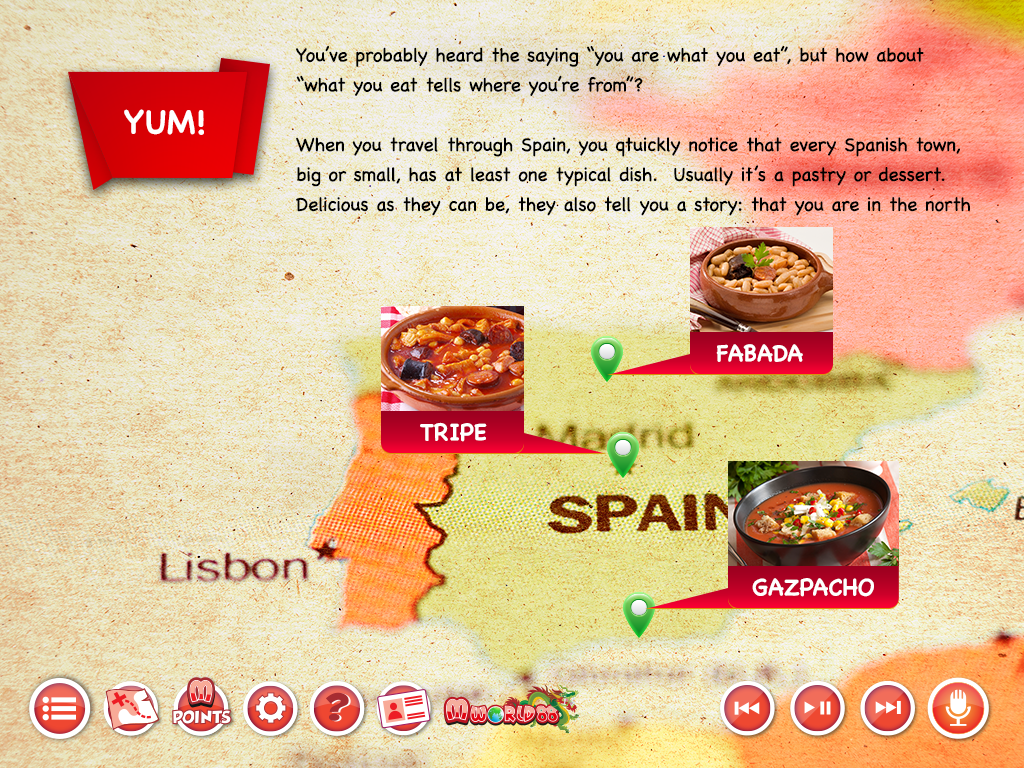 You've probably heard the saying "you are what you eat", but how about
"what you eat tells where you're from"?
YUM!
When you travel through Spain, you qtuickly notice that every Spanish town,
big or small, has at least one typical dish. Usually it's a pastry or dessert.
Delicious as they can be, they also tell you a story: that you are in the north
FABADA
TRIPE
Madrid
SPAIN
GAZPACHO
Lisbon
M
POINTS
?
M WORLD88